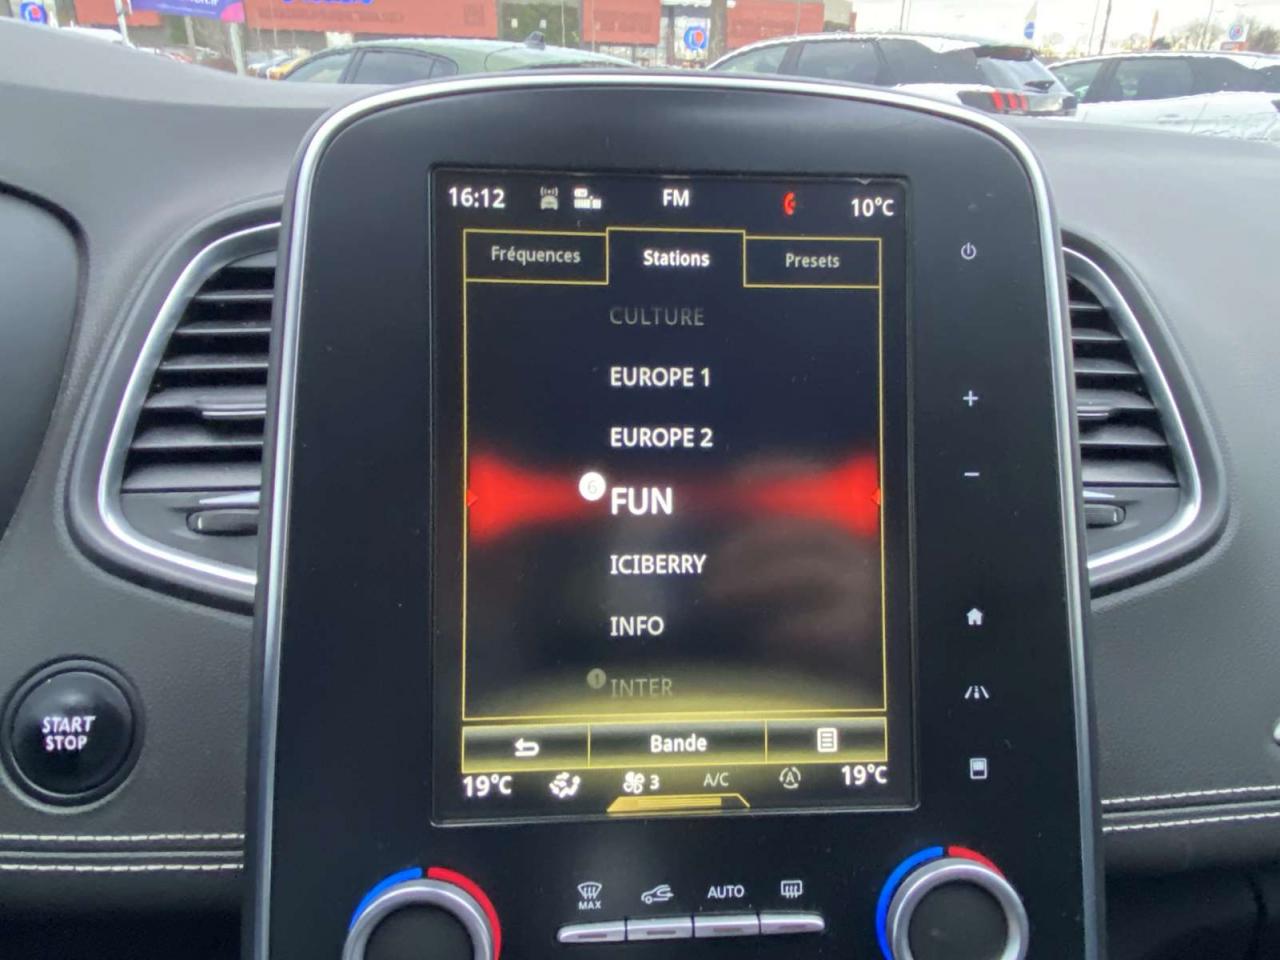 16:12 FM 10°C
Fréquences Stations Presets
CULTURE
EUROPE 1
EUROPE 2
6 FUN
ICIBERRY
INFO
1 INTER
Bande
19°C 3 A/C A 19°C
START
STOP
MAX AUTO